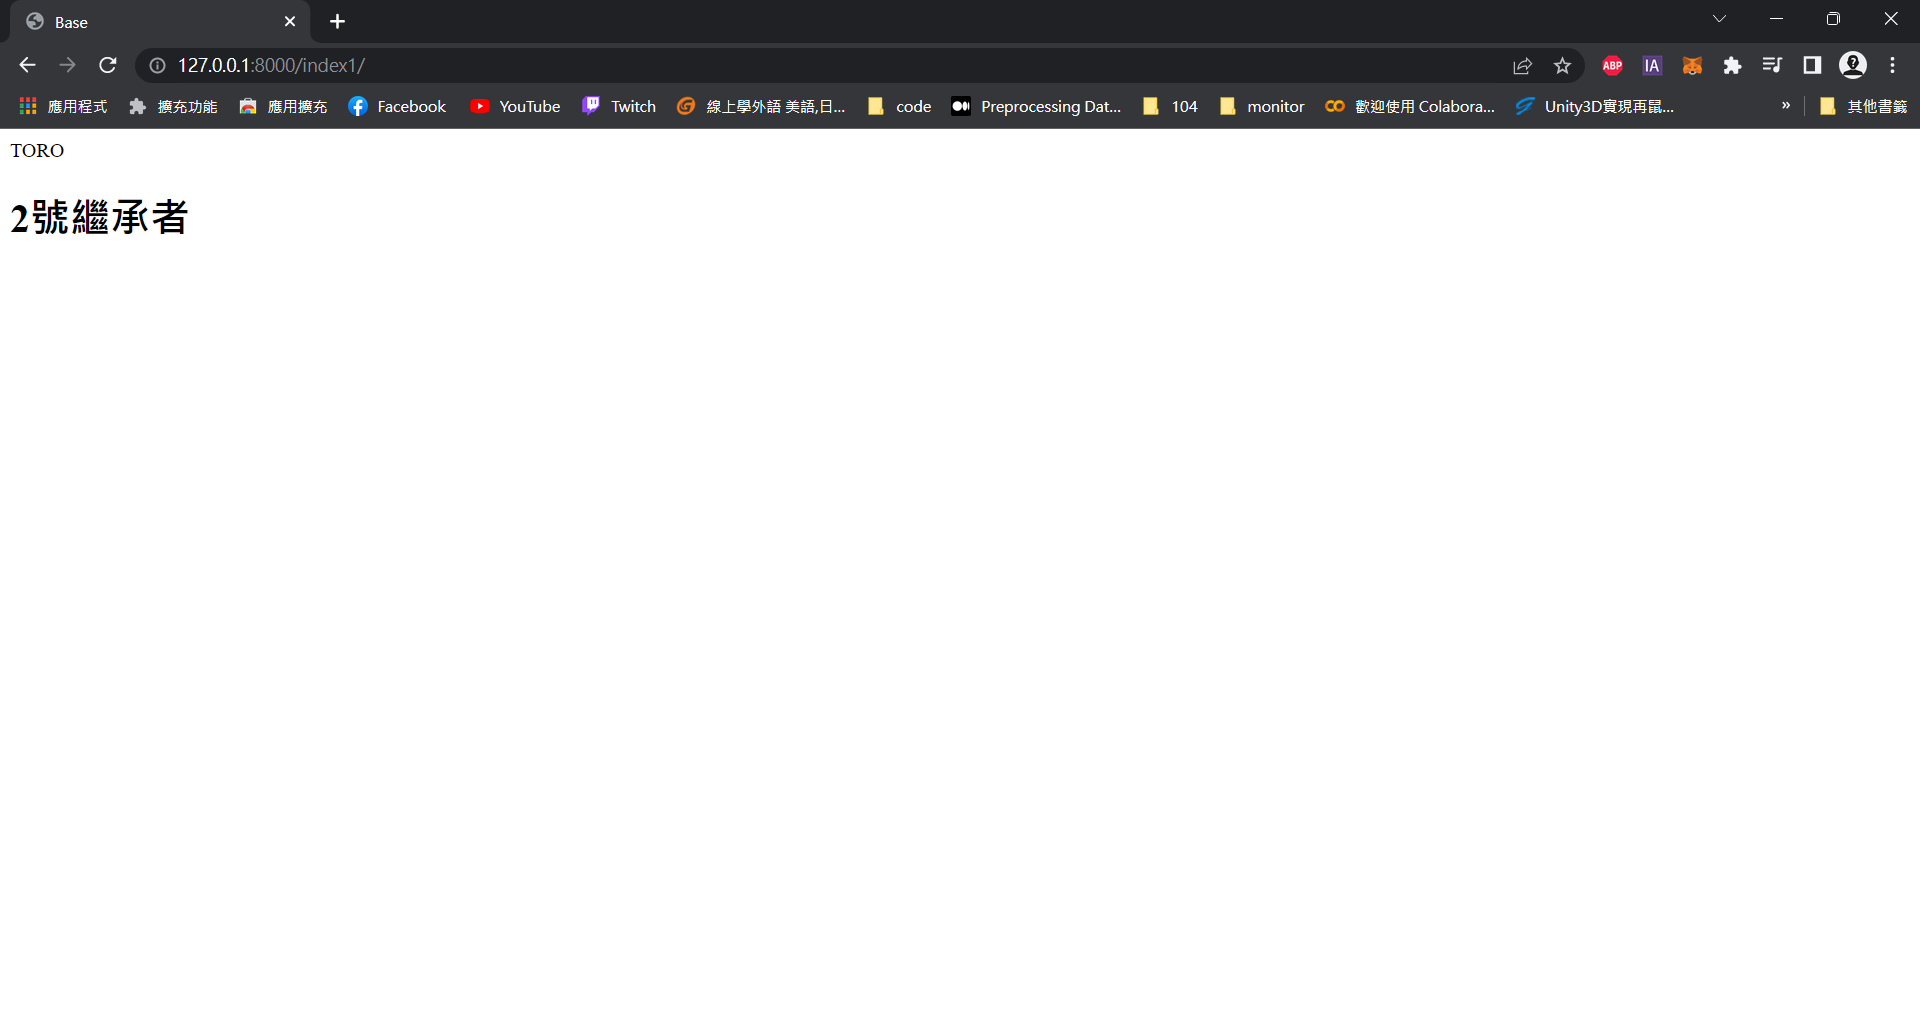 Base
127.0.0.1:8000/index1/
ABP IA
應用程式 擴充功能 應用擴充 Facebook YouTube Twitch 線上學外語 美語,日... code Preprocessing Dat... 104 monitor 歡迎使用 Colabora... Unity3D實現再鼠... » 其他書籤
TORO
2號繼承者